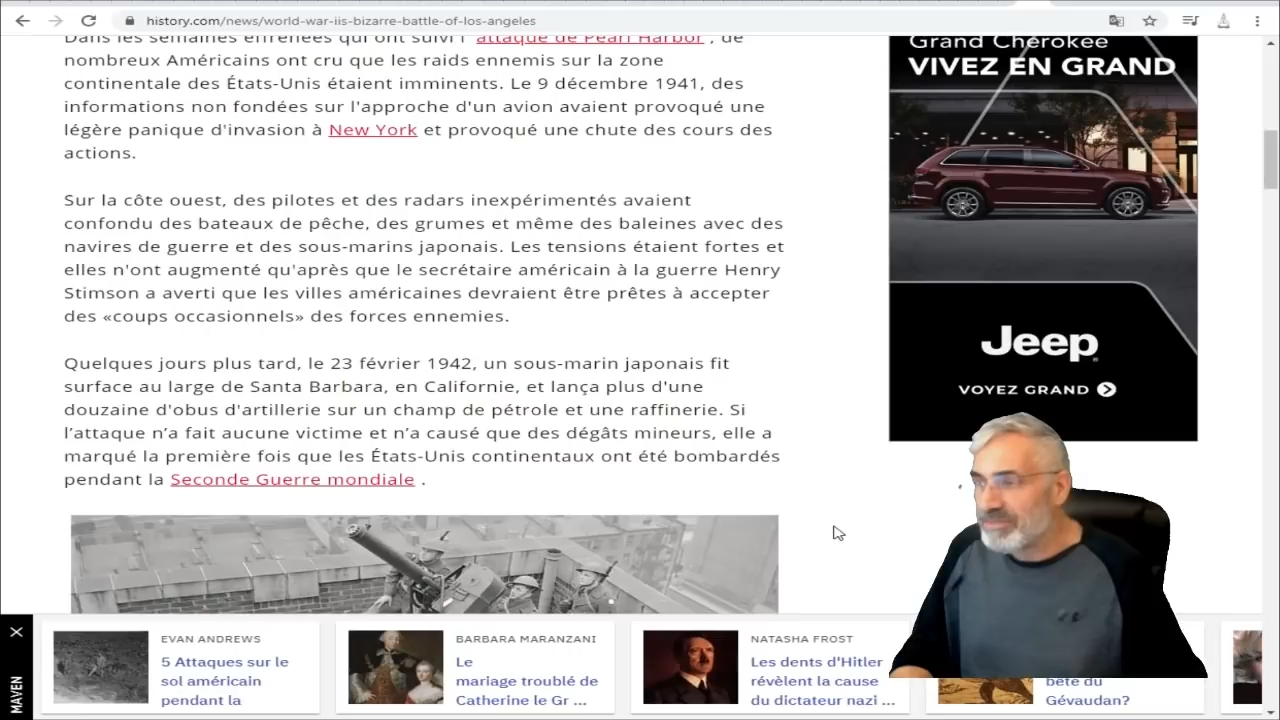 history.com/news/world-war-iis-bizarre-battle-of-los-angeles
Dans les semaines effrénées qui ont suivi l' attaque de Pearl Harbor , de
nombreux Américains ont cru que les raids ennemis sur la zone
continentale des États-Unis étaient imminents. Le 9 décembre 1941, des
informations non fondées sur l'approche d'un avion avaient provoqué une
légère panique d'invasion à New York et provoqué une chute des cours des
actions.
Sur la côte ouest, des pilotes et des radars inexpérimentés avaient
confondu des bateaux de pêche, des grumes et même des baleines avec des
navires de guerre et des sous-marins japonais. Les tensions étaient fortes et
elles n'ont augmenté qu'après que le secrétaire américain à la guerre Henry
Stimson a averti que les villes américaines devraient être prêtes à accepter
des «coups occasionnels» des forces ennemies.
Quelques jours plus tard, le 23 février 1942, un sous-marin japonais fit
surface au large de Santa Barbara, en Californie, et lança plus d'une
douzaine d'obus d'artillerie sur un champ de pétrole et une raffinerie. Si
l’attaque n’a fait aucune victime et n’a causé que des dégâts mineurs, elle a
marqué la première fois que les États-Unis continentaux ont été bombardés
pendant la Seconde Guerre mondiale .
Grand Cherokee
VIVEZ EN GRAND
Jeep
VOYEZ GRAND
MAVEN
EVAN ANDREWS
5 Attaques sur le
sol américain
pendant la
BARBARA MARANZANI
Le
mariage troublé de
Catherine le Gr ...
NATASHA FROST
Les dents d'Hitler
révèlent la cause
du dictateur nazi ...
bête du
Gévaudan?